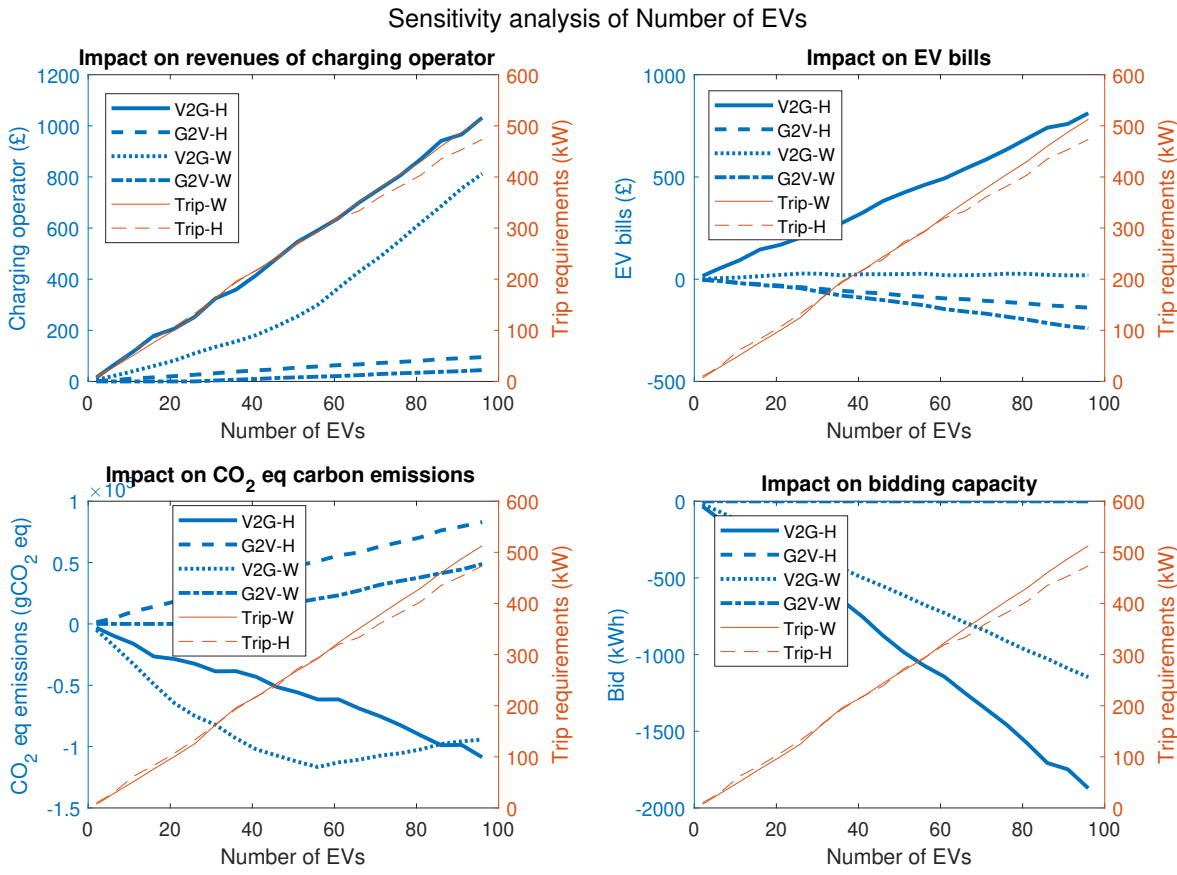 Sensitivity analysis of Number of EVs
Impact on revenues of charging operator
1200
1000
800
600
400
200
0
600
500
400
300
200
100
0
0 20 40 60 80 100
Charging operator (£)
Trip requirements (kW)
Number of EVs
V2G-H
G2V-H
V2G-W
G2V-W
Trip-W
Trip-H
Impact on EV bills
1000
500
0
-500
600
500
400
300
200
100
0
0 20 40 60 80 100
EV bills (£)
Trip requirements (kW)
Number of EVs
V2G-H
G2V-H
V2G-W
G2V-W
Trip-W
Trip-H
Impact on CO₂ eq carbon emissions
1
0.5
0
-0.5
-1
-1.5
600
500
400
300
200
100
0
0 20 40 60 80 100
CO₂ eq emissions (gCO₂ eq)
Trip requirements (kW)
Number of EVs
V2G-H
G2V-H
V2G-W
G2V-W
Trip-W
Trip-H
Impact on bidding capacity
0
-500
-1000
-1500
-2000
600
500
400
300
200
100
0
0 20 40 60 80 100
Bid (kWh)
Trip requirements (kW)
Number of EVs
V2G-H
G2V-H
V2G-W
G2V-W
Trip-W
Trip-H